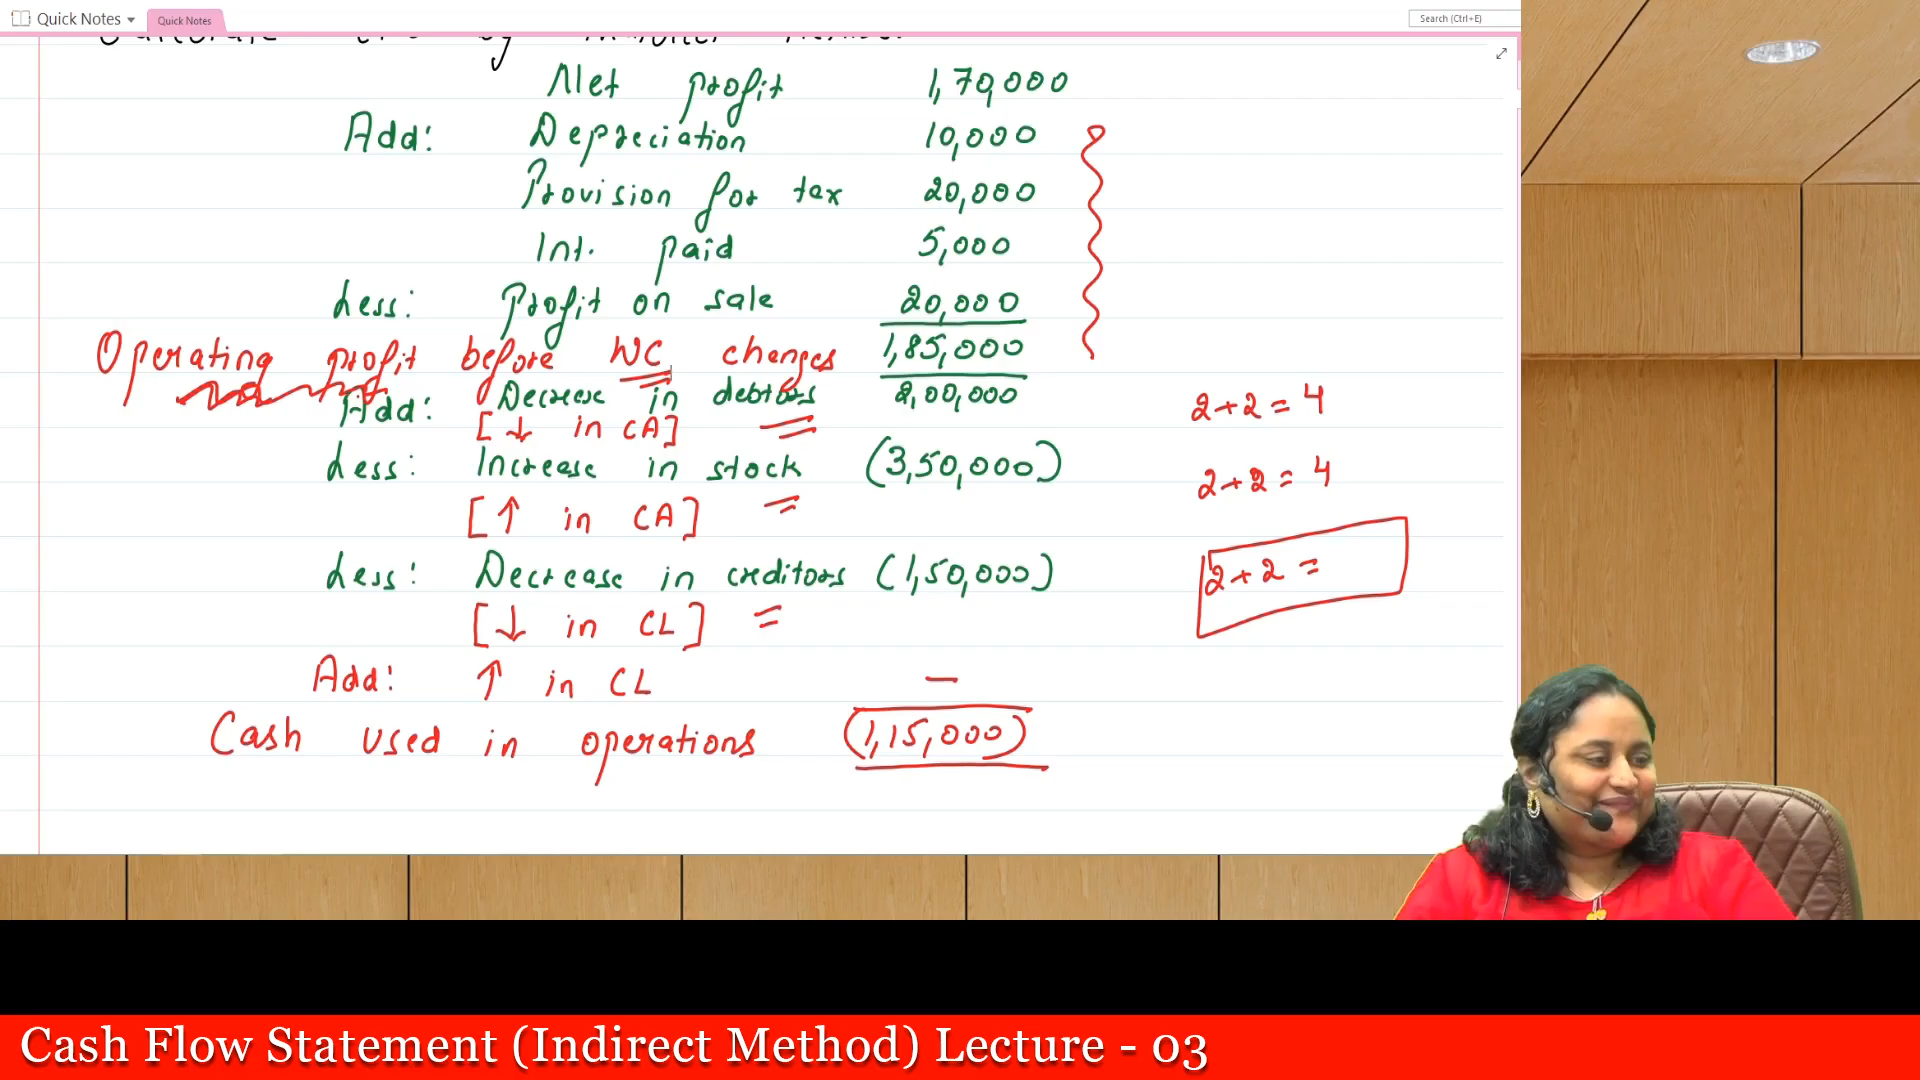 Quick Notes
Quick Notes
Search (Ctrl+E)
by
Net profit 1,70,000
Add: Depreciation 10,000
Provision for tax 20,000
Int. paid 5,000
Less: Profit on sale 20,000
Operating profit before WC changes 1,85,000
Add: Decrease in debtors 2,00,000
[↓ in CA]
Less: Increase in stock (3,50,000)
[↑ in CA]
Less: Decrease in creditors (1,50,000)
[↓ in CL]
Add: ↑ in CL –
Cash used in operations (1,15,000)
2+2=4
2+2=4
2+2=
Cash Flow Statement (Indirect Method) Lecture - 03